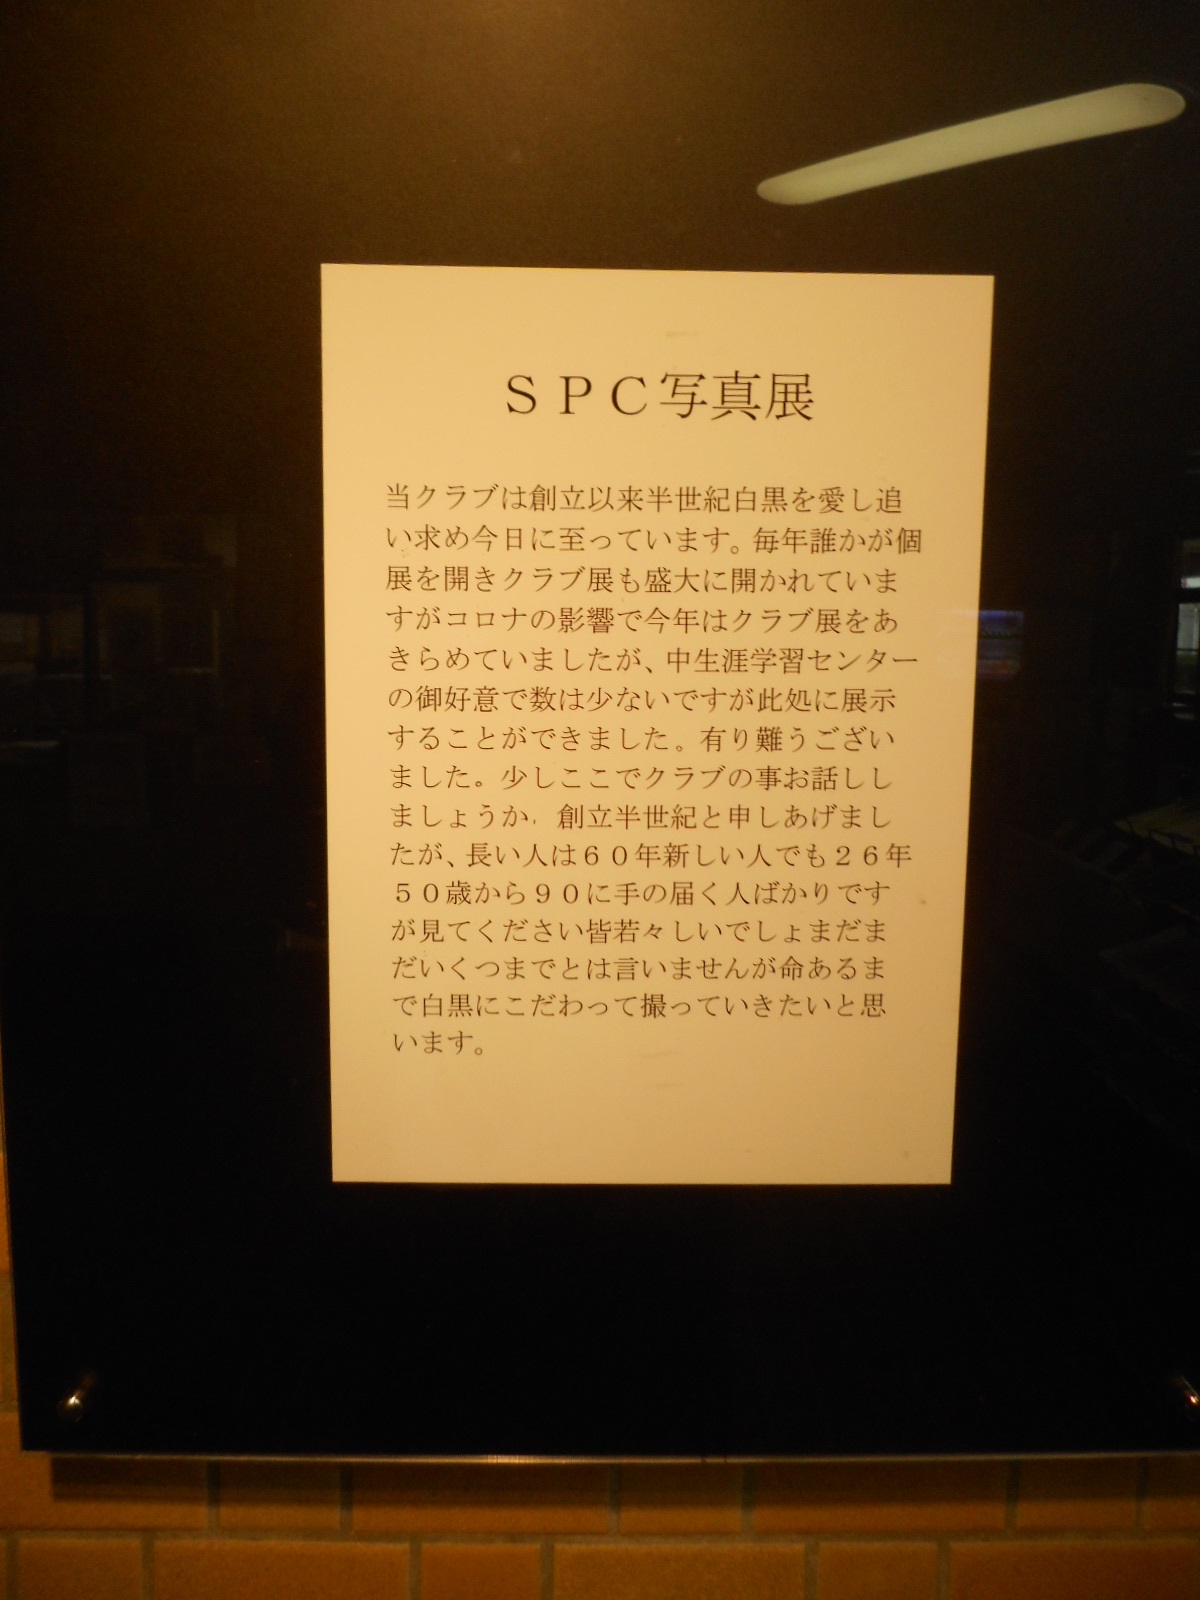 ＳＰＣ写真展
当クラブは創立以来半世紀白黒を愛し追
い求め今日に至っています。毎年誰かが個
展を開きクラブ展も盛大に開かれていま
すがコロナの影響で今年はクラブ展をあ
きらめていましたが、中生涯学習センター
の御好意で数は少ないですが此処に展示
することができました。有り難うござい
ました。少しここでクラブの事お話しし
ましょうか，創立半世紀と申しあげまし
たが、長い人は６０年新しい人でも２６年
５０歳から９０に手の届く人ばかりです
が見てください皆若々しいでしょまだま
だいくつまでとは言いませんが命あるま
で白黒にこだわって撮っていきたいと思
います。